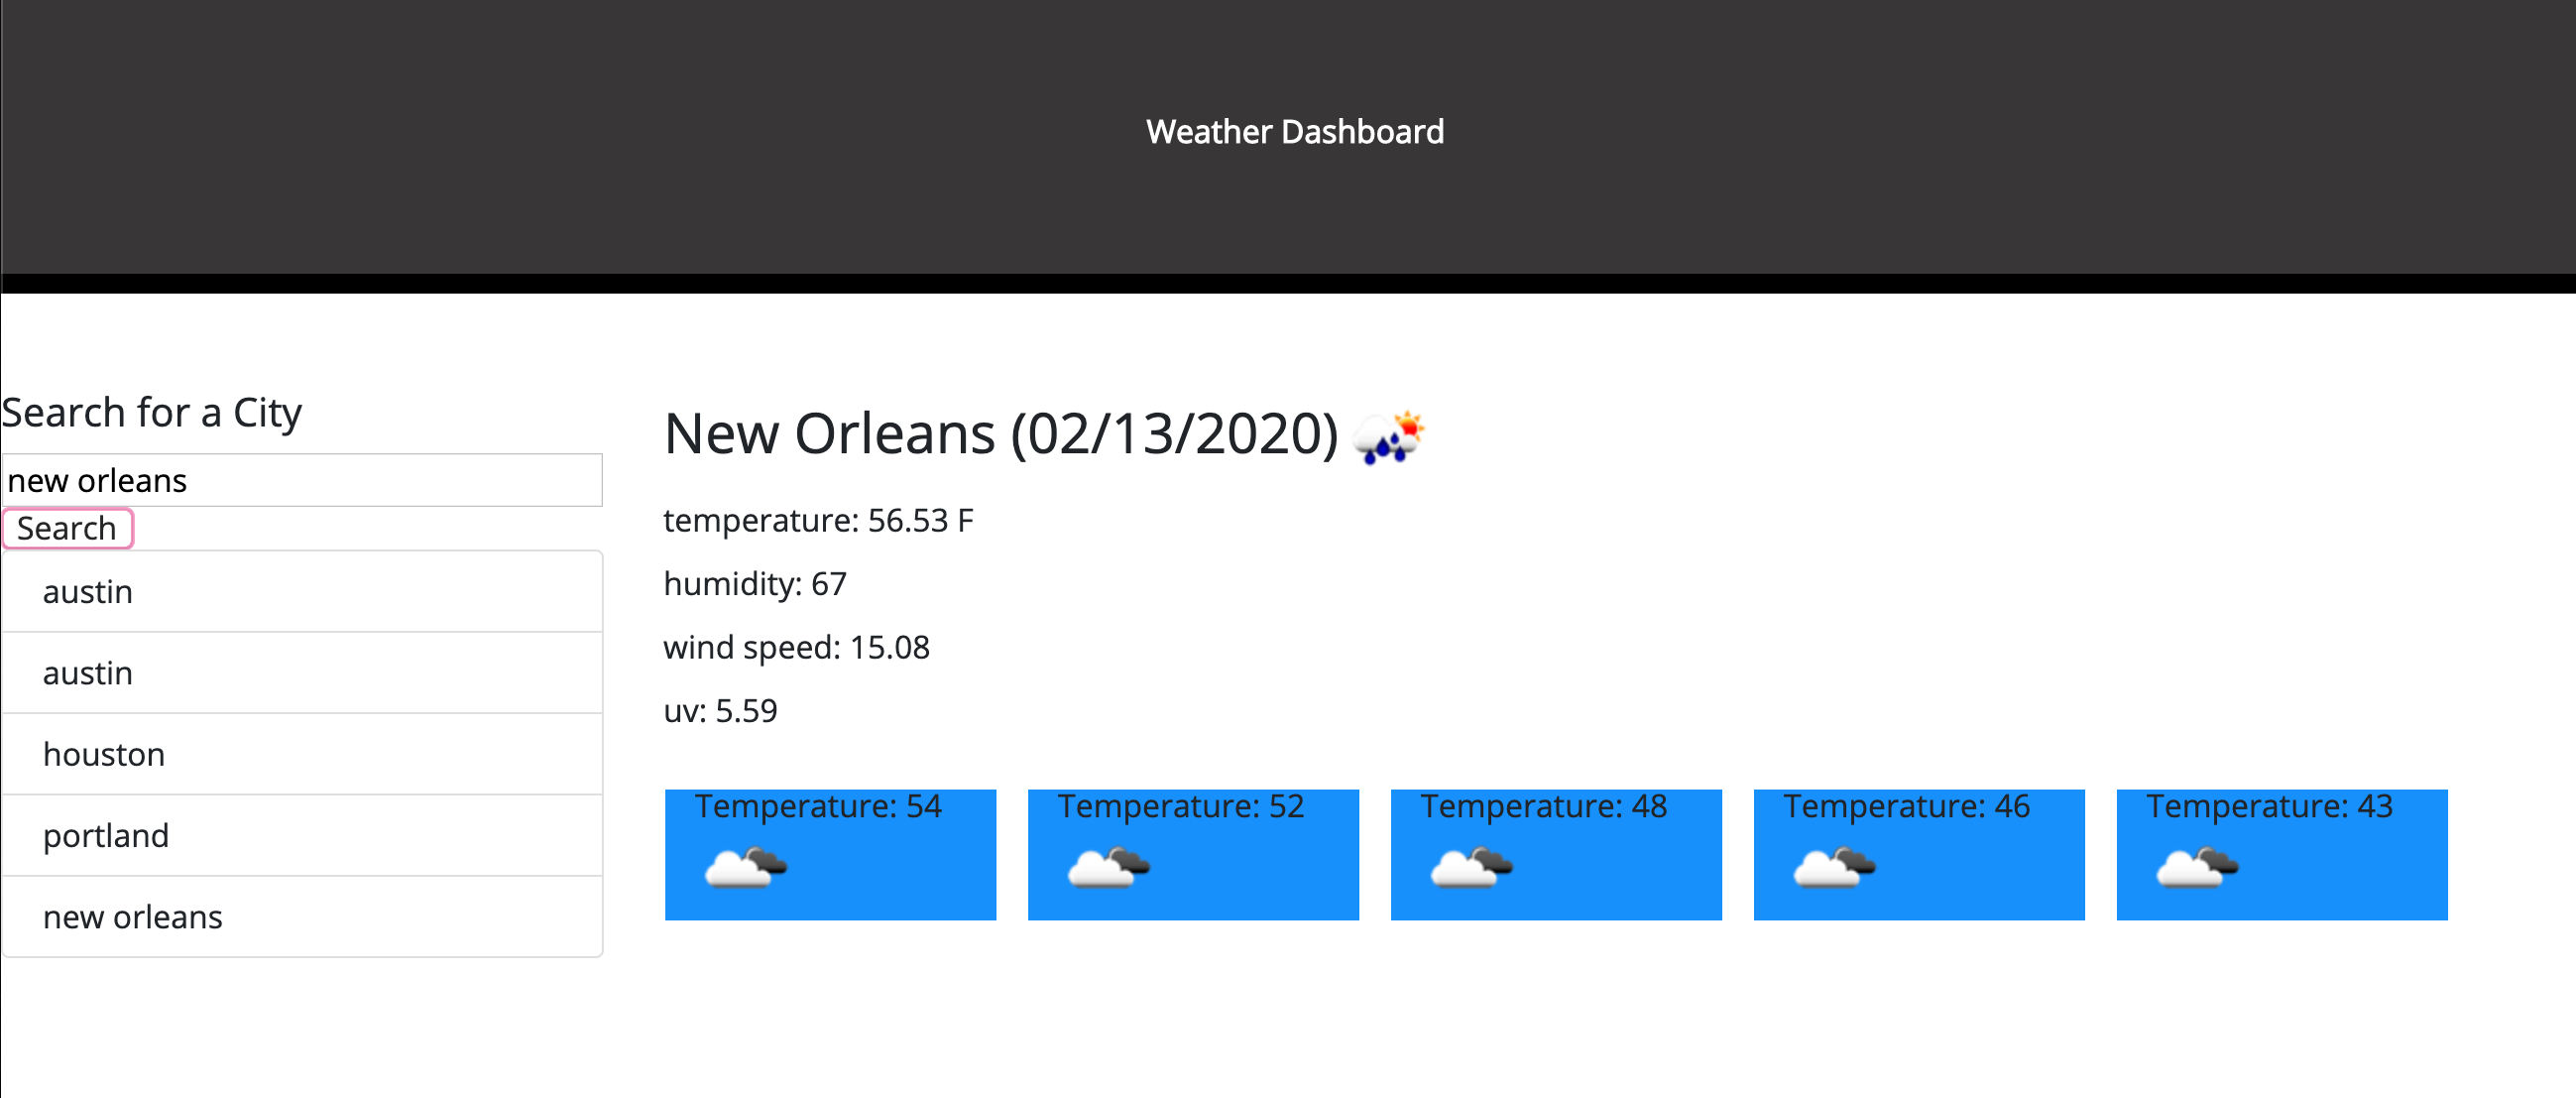 Weather Dashboard
Search for a City
new orleans
Search
austin
austin
houston
portland
new orleans
New Orleans (02/13/2020)
temperature: 56.53 F
humidity: 67
wind speed: 15.08
uv: 5.59
Temperature: 54
Temperature: 52
Temperature: 48
Temperature: 46
Temperature: 43